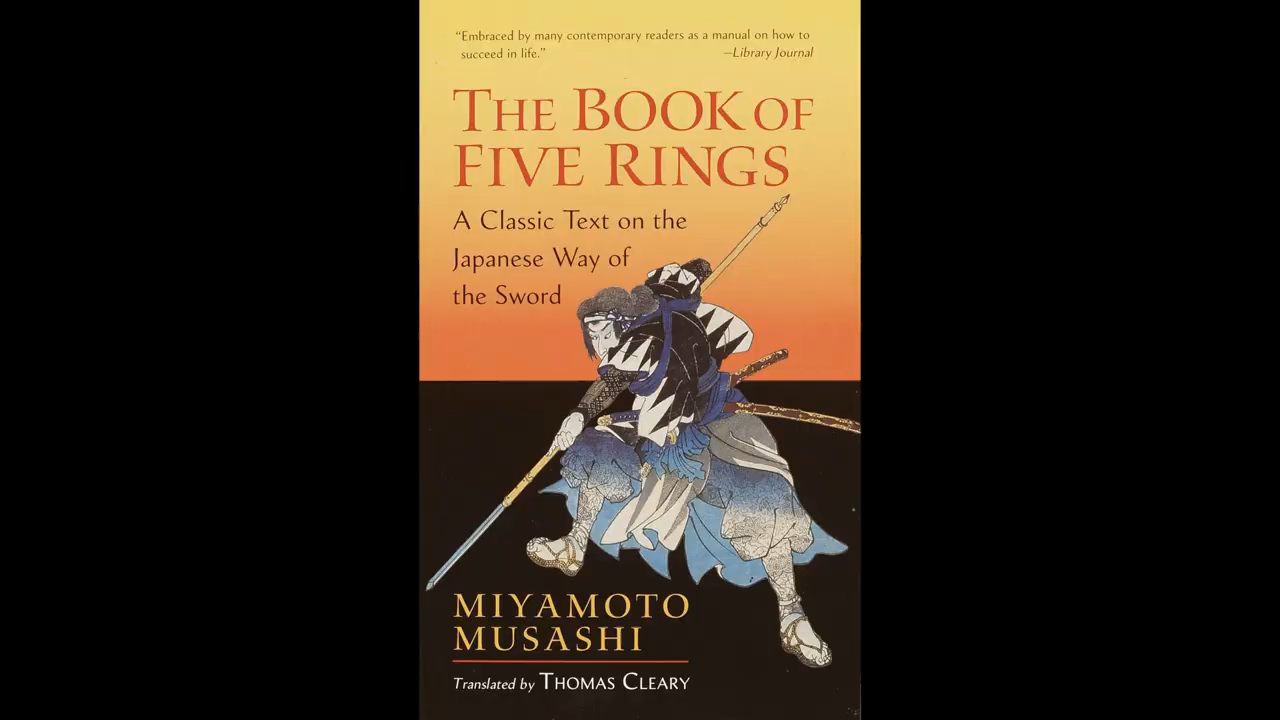 “Embraced by many contemporary readers as a manual on how to
succeed in life.”
—Library Journal
THE BOOK OF
FIVE RINGS
A Classic Text on the
Japanese Way of
the Sword
MIYAMOTO
MUSASHI
Translated by THOMAS CLEARY